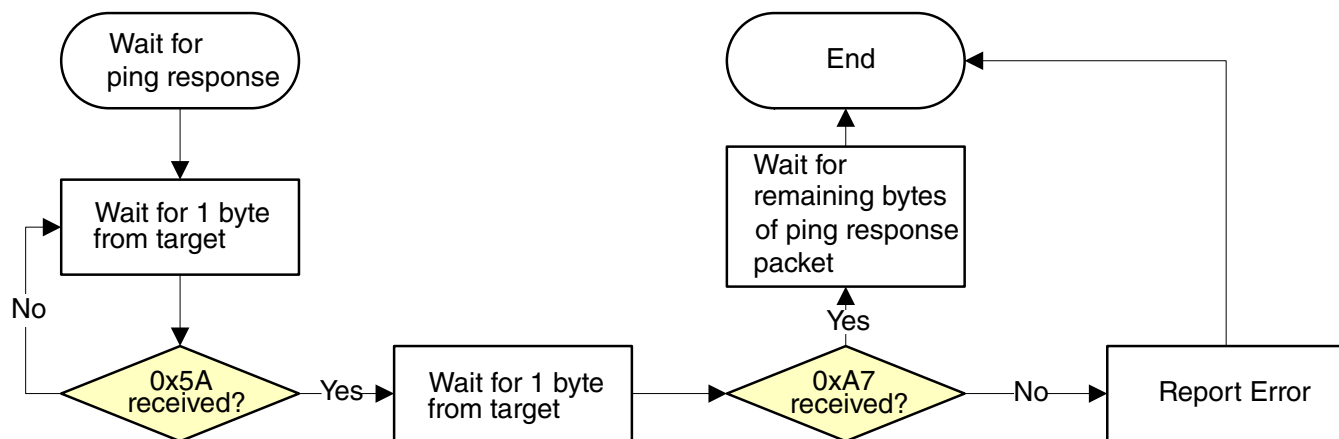 Wait for
ping response
Wait for 1 byte
from target
No
0x5A
received?
Yes
Wait for 1 byte
from target
0xA7
received?
Yes
Wait for
remaining bytes
of ping response
packet
End
No
Report Error